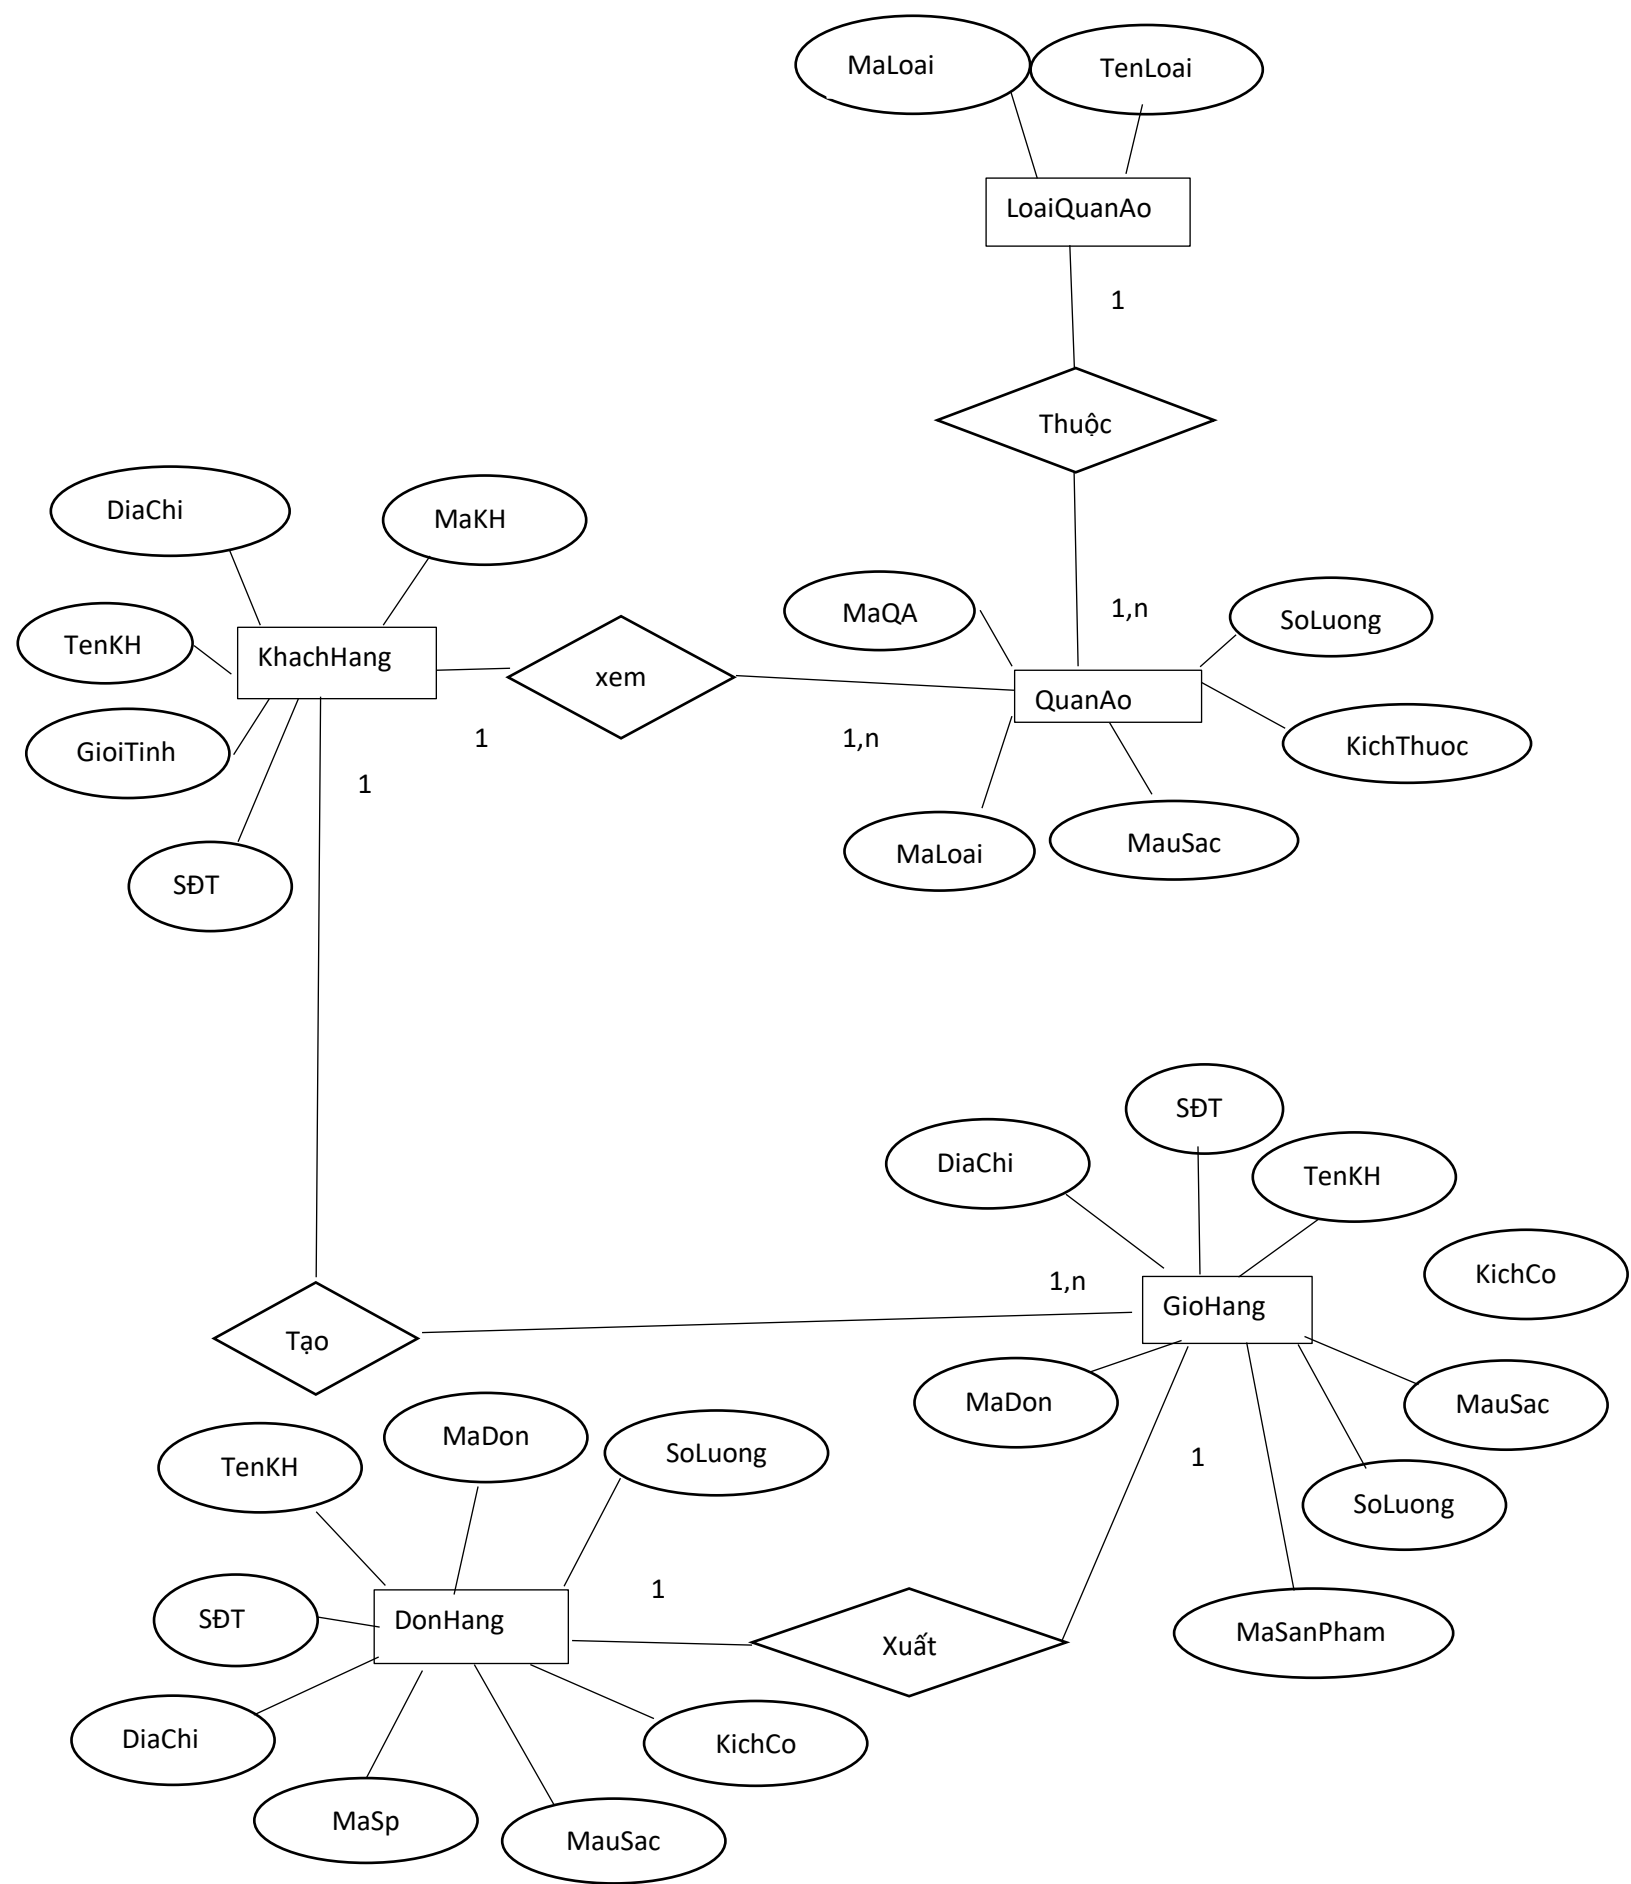 MaLoai
TenLoai
LoaiQuanAo
1
Thuộc
DiaChi
MaKH
MaQA
1,n
SoLuong
TenKH
KhachHang
xem
QuanAo
GioiTinh
1
1,n
KichThuoc
1
MaLoai
MauSac
SĐT
SĐT
DiaChi
TenKH
KichCo
1,n
GioHang
Tạo
MaDon
MauSac
MaDon
1
TenKH
SoLuong
SoLuong
1
SĐT
DonHang
Xuất
MaSanPham
DiaChi
KichCo
MaSp
MauSac